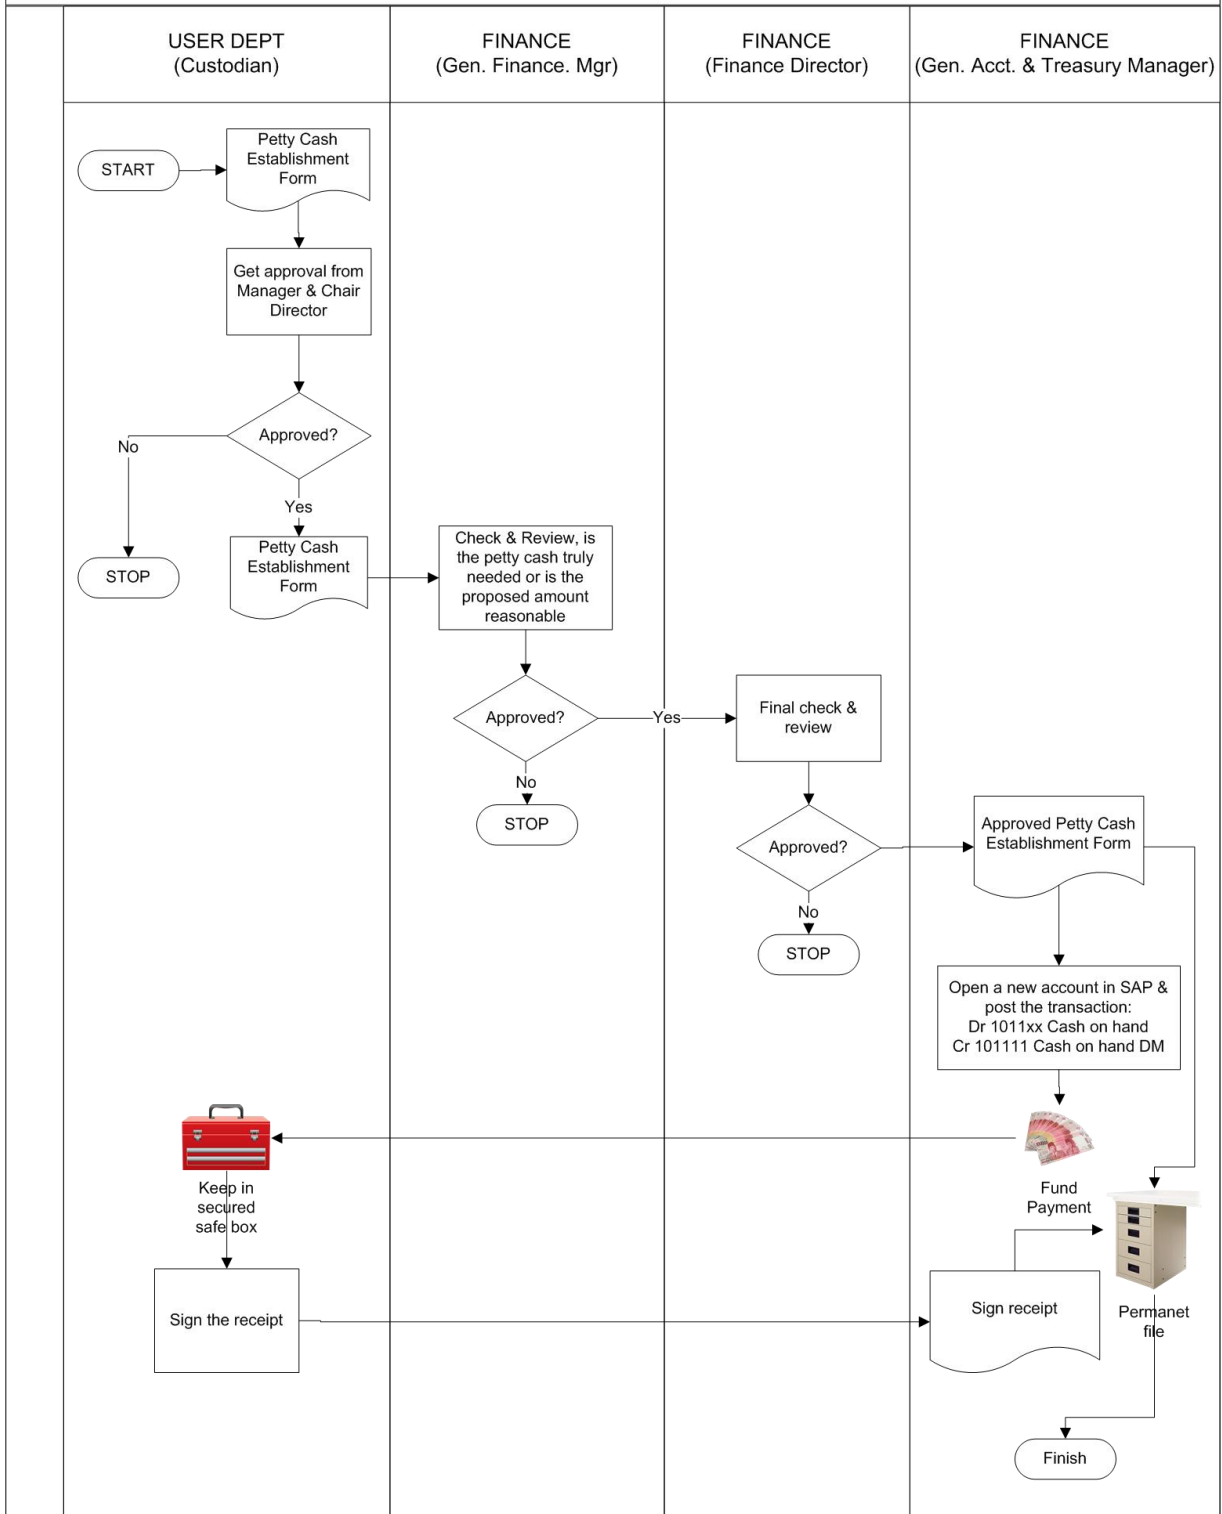 USER DEPT
(Custodian)
FINANCE
(Gen. Finance. Mgr)
FINANCE
(Finance Director)
FINANCE
(Gen. Acct. & Treasury Manager)
START
Petty Cash
Establishment
Form
Get approval from
Manager & Chair
Director
Approved?
No
Yes
STOP
Petty Cash
Establishment
Form
Check & Review, is
the petty cash truly
needed or is the
proposed amount
reasonable
Approved?
Yes
No
STOP
Final check &
review
Approved?
No
STOP
Approved Petty Cash
Establishment Form
Open a new account in SAP &
post the transaction:
Dr 1011xx Cash on hand
Cr 101111 Cash on hand DM
Fund
Payment
Keep in
secured
safe box
Sign the receipt
Sign receipt
Permanet
file
Finish